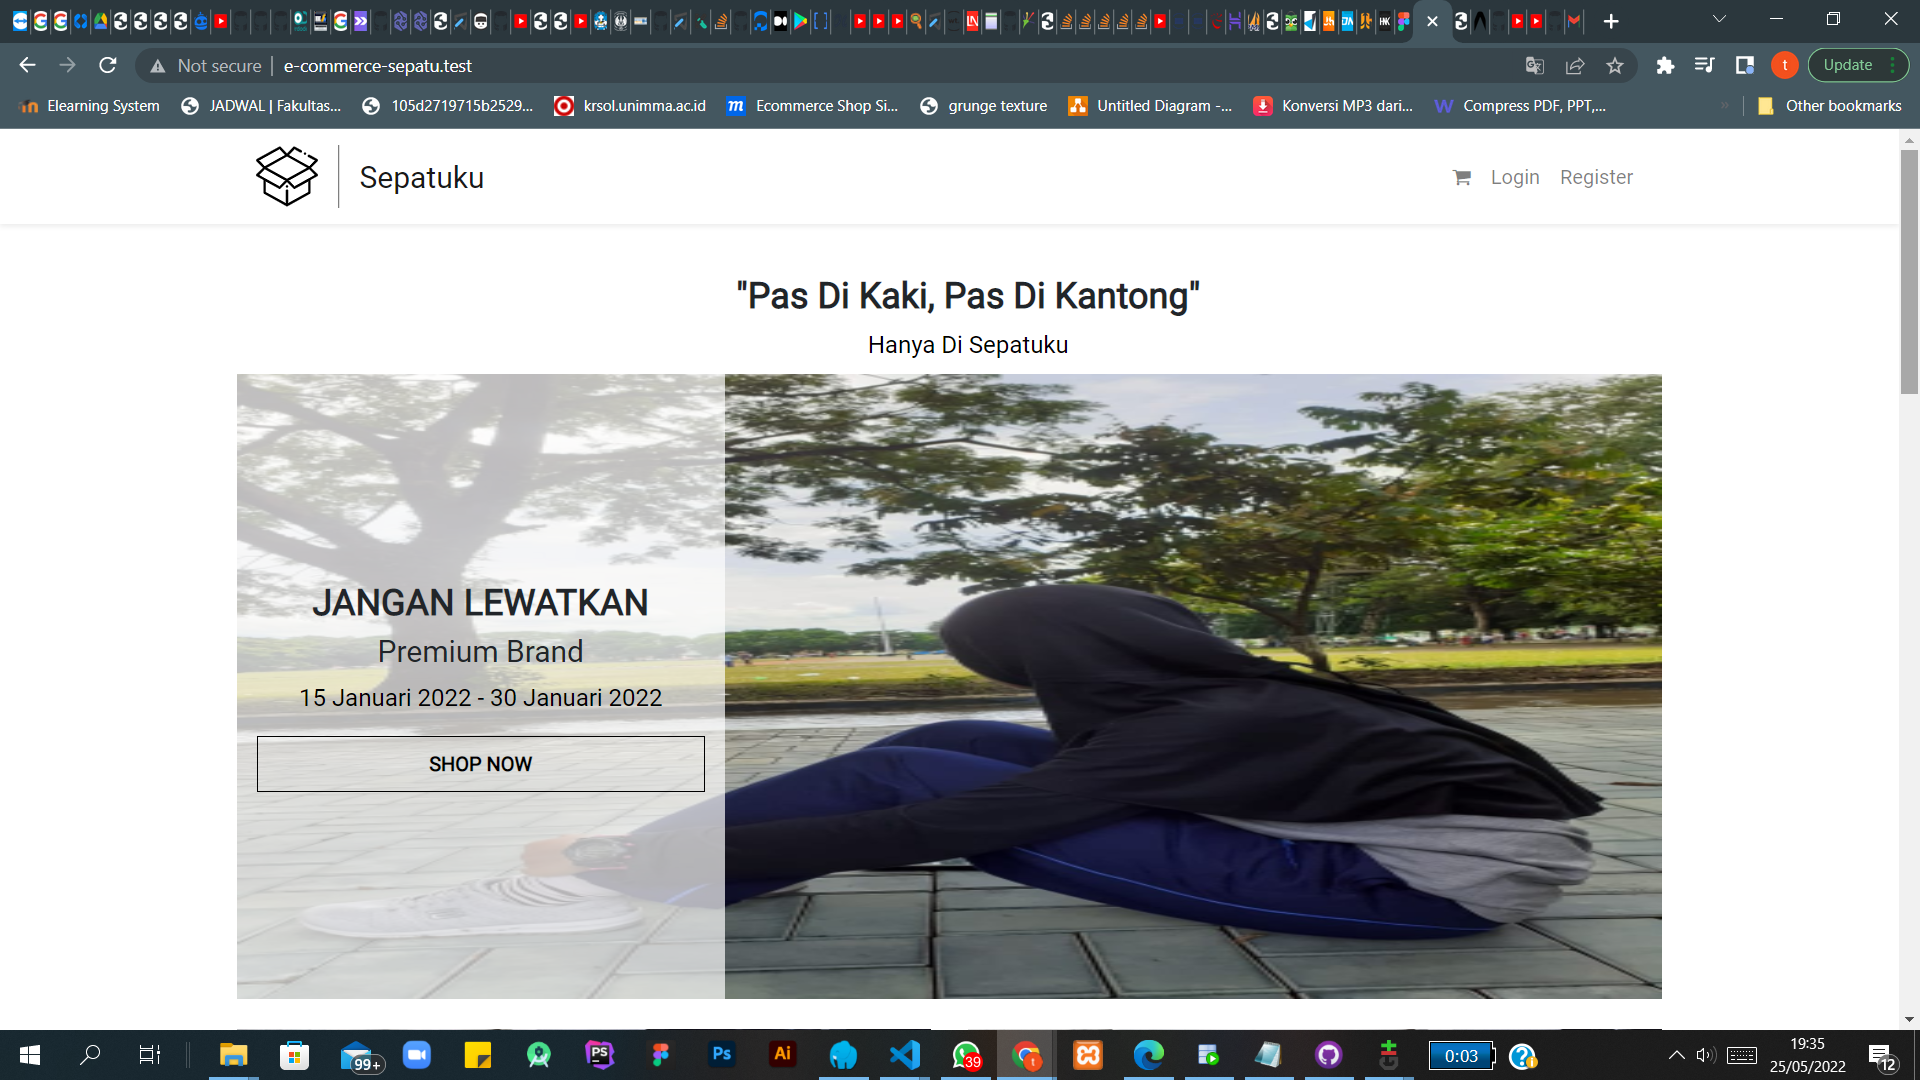 Not secure
e-commerce-sepatu.test
Update
Elearning System
JADWAL | Fakultas...
105d2719715b2529...
krsol.unimma.ac.id
Ecommerce Shop Si...
grunge texture
Untitled Diagram -...
Konversi MP3 dari...
Compress PDF, PPT,...
Other bookmarks
Sepatuku
Login
Register
"Pas Di Kaki, Pas Di Kantong"
Hanya Di Sepatuku
JANGAN LEWATKAN
Premium Brand
15 Januari 2022 - 30 Januari 2022
SHOP NOW
99+
PS
Ps
Ai
39
0:03
19:35
25/05/2022
12